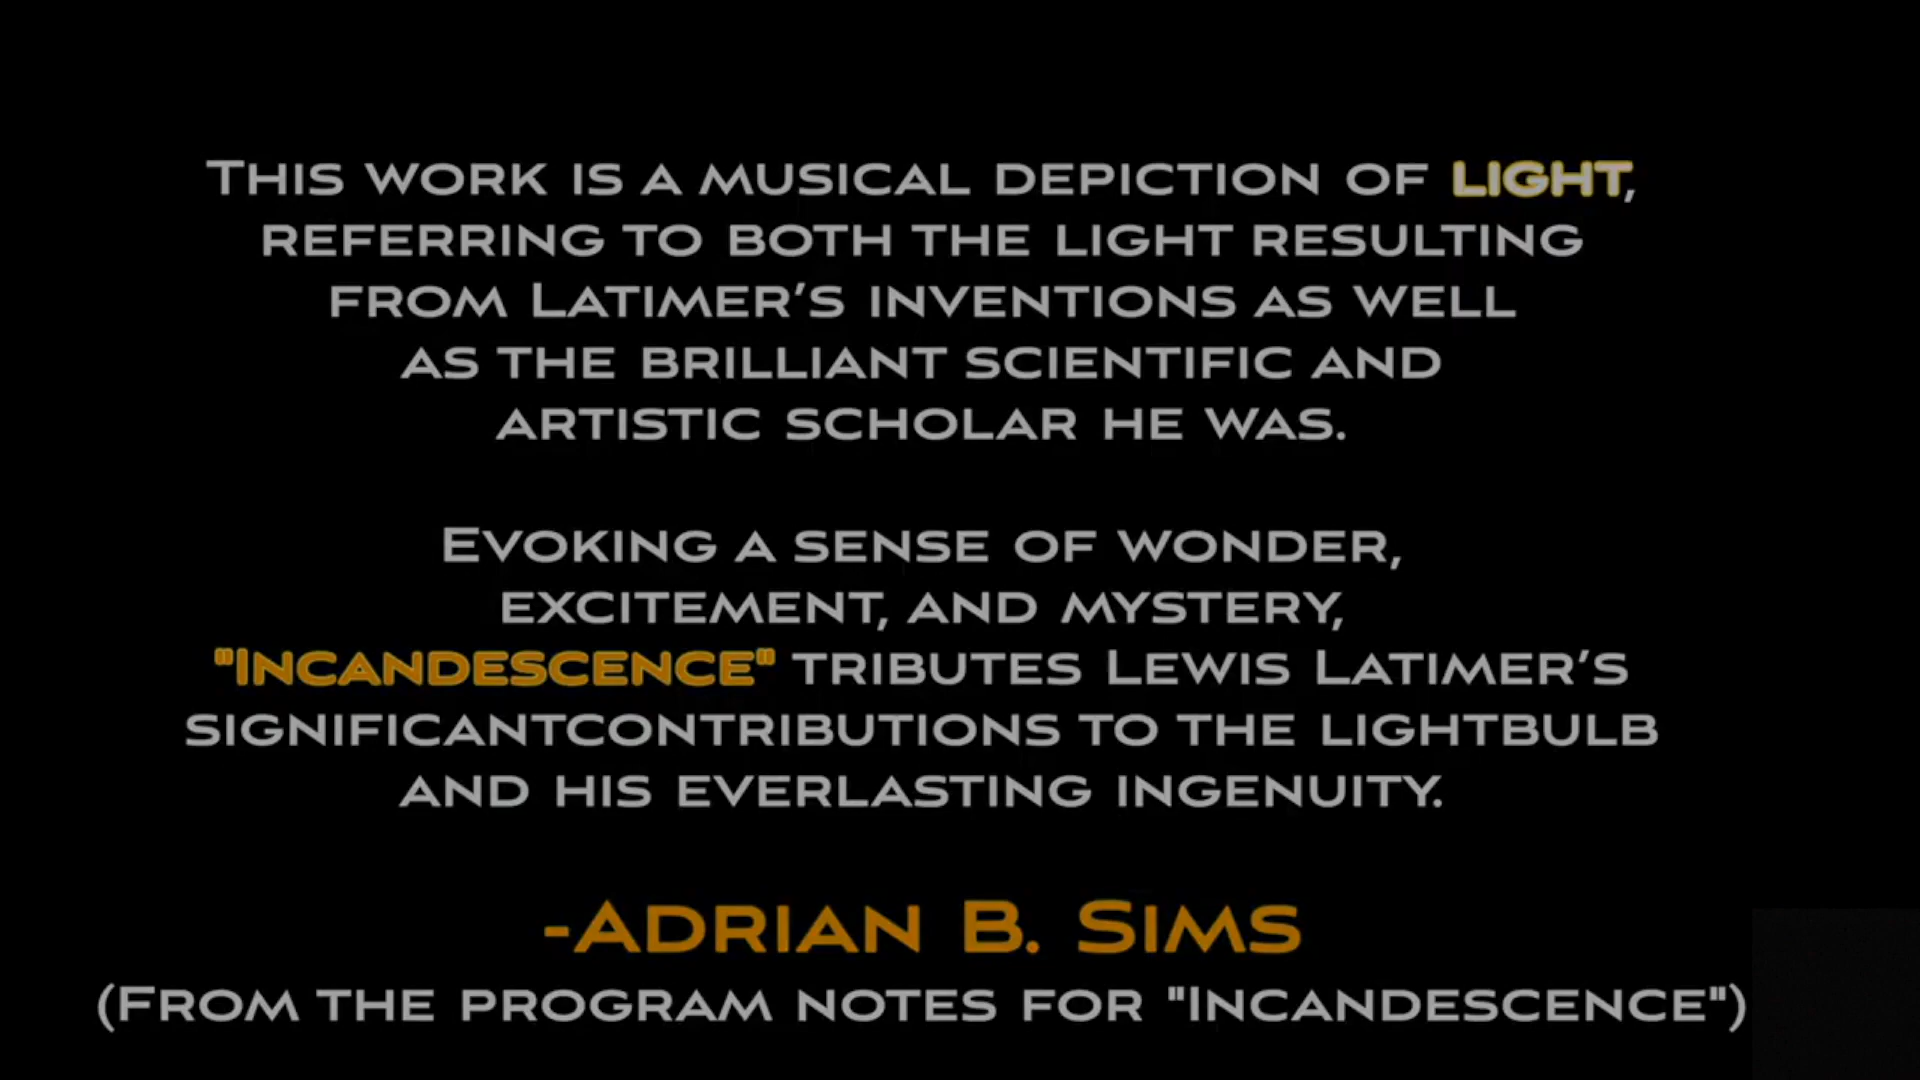 This work is a musical depiction of light,
referring to both the light resulting
from Latimer’s inventions as well
as the brilliant scientific and
artistic scholar he was.
Evoking a sense of wonder,
excitement, and mystery,
"Incandescence" tributes Lewis Latimer’s
significantcontributions to the lightbulb
and his everlasting ingenuity.
-Adrian B. Sims
(From the program notes for "Incandescence")